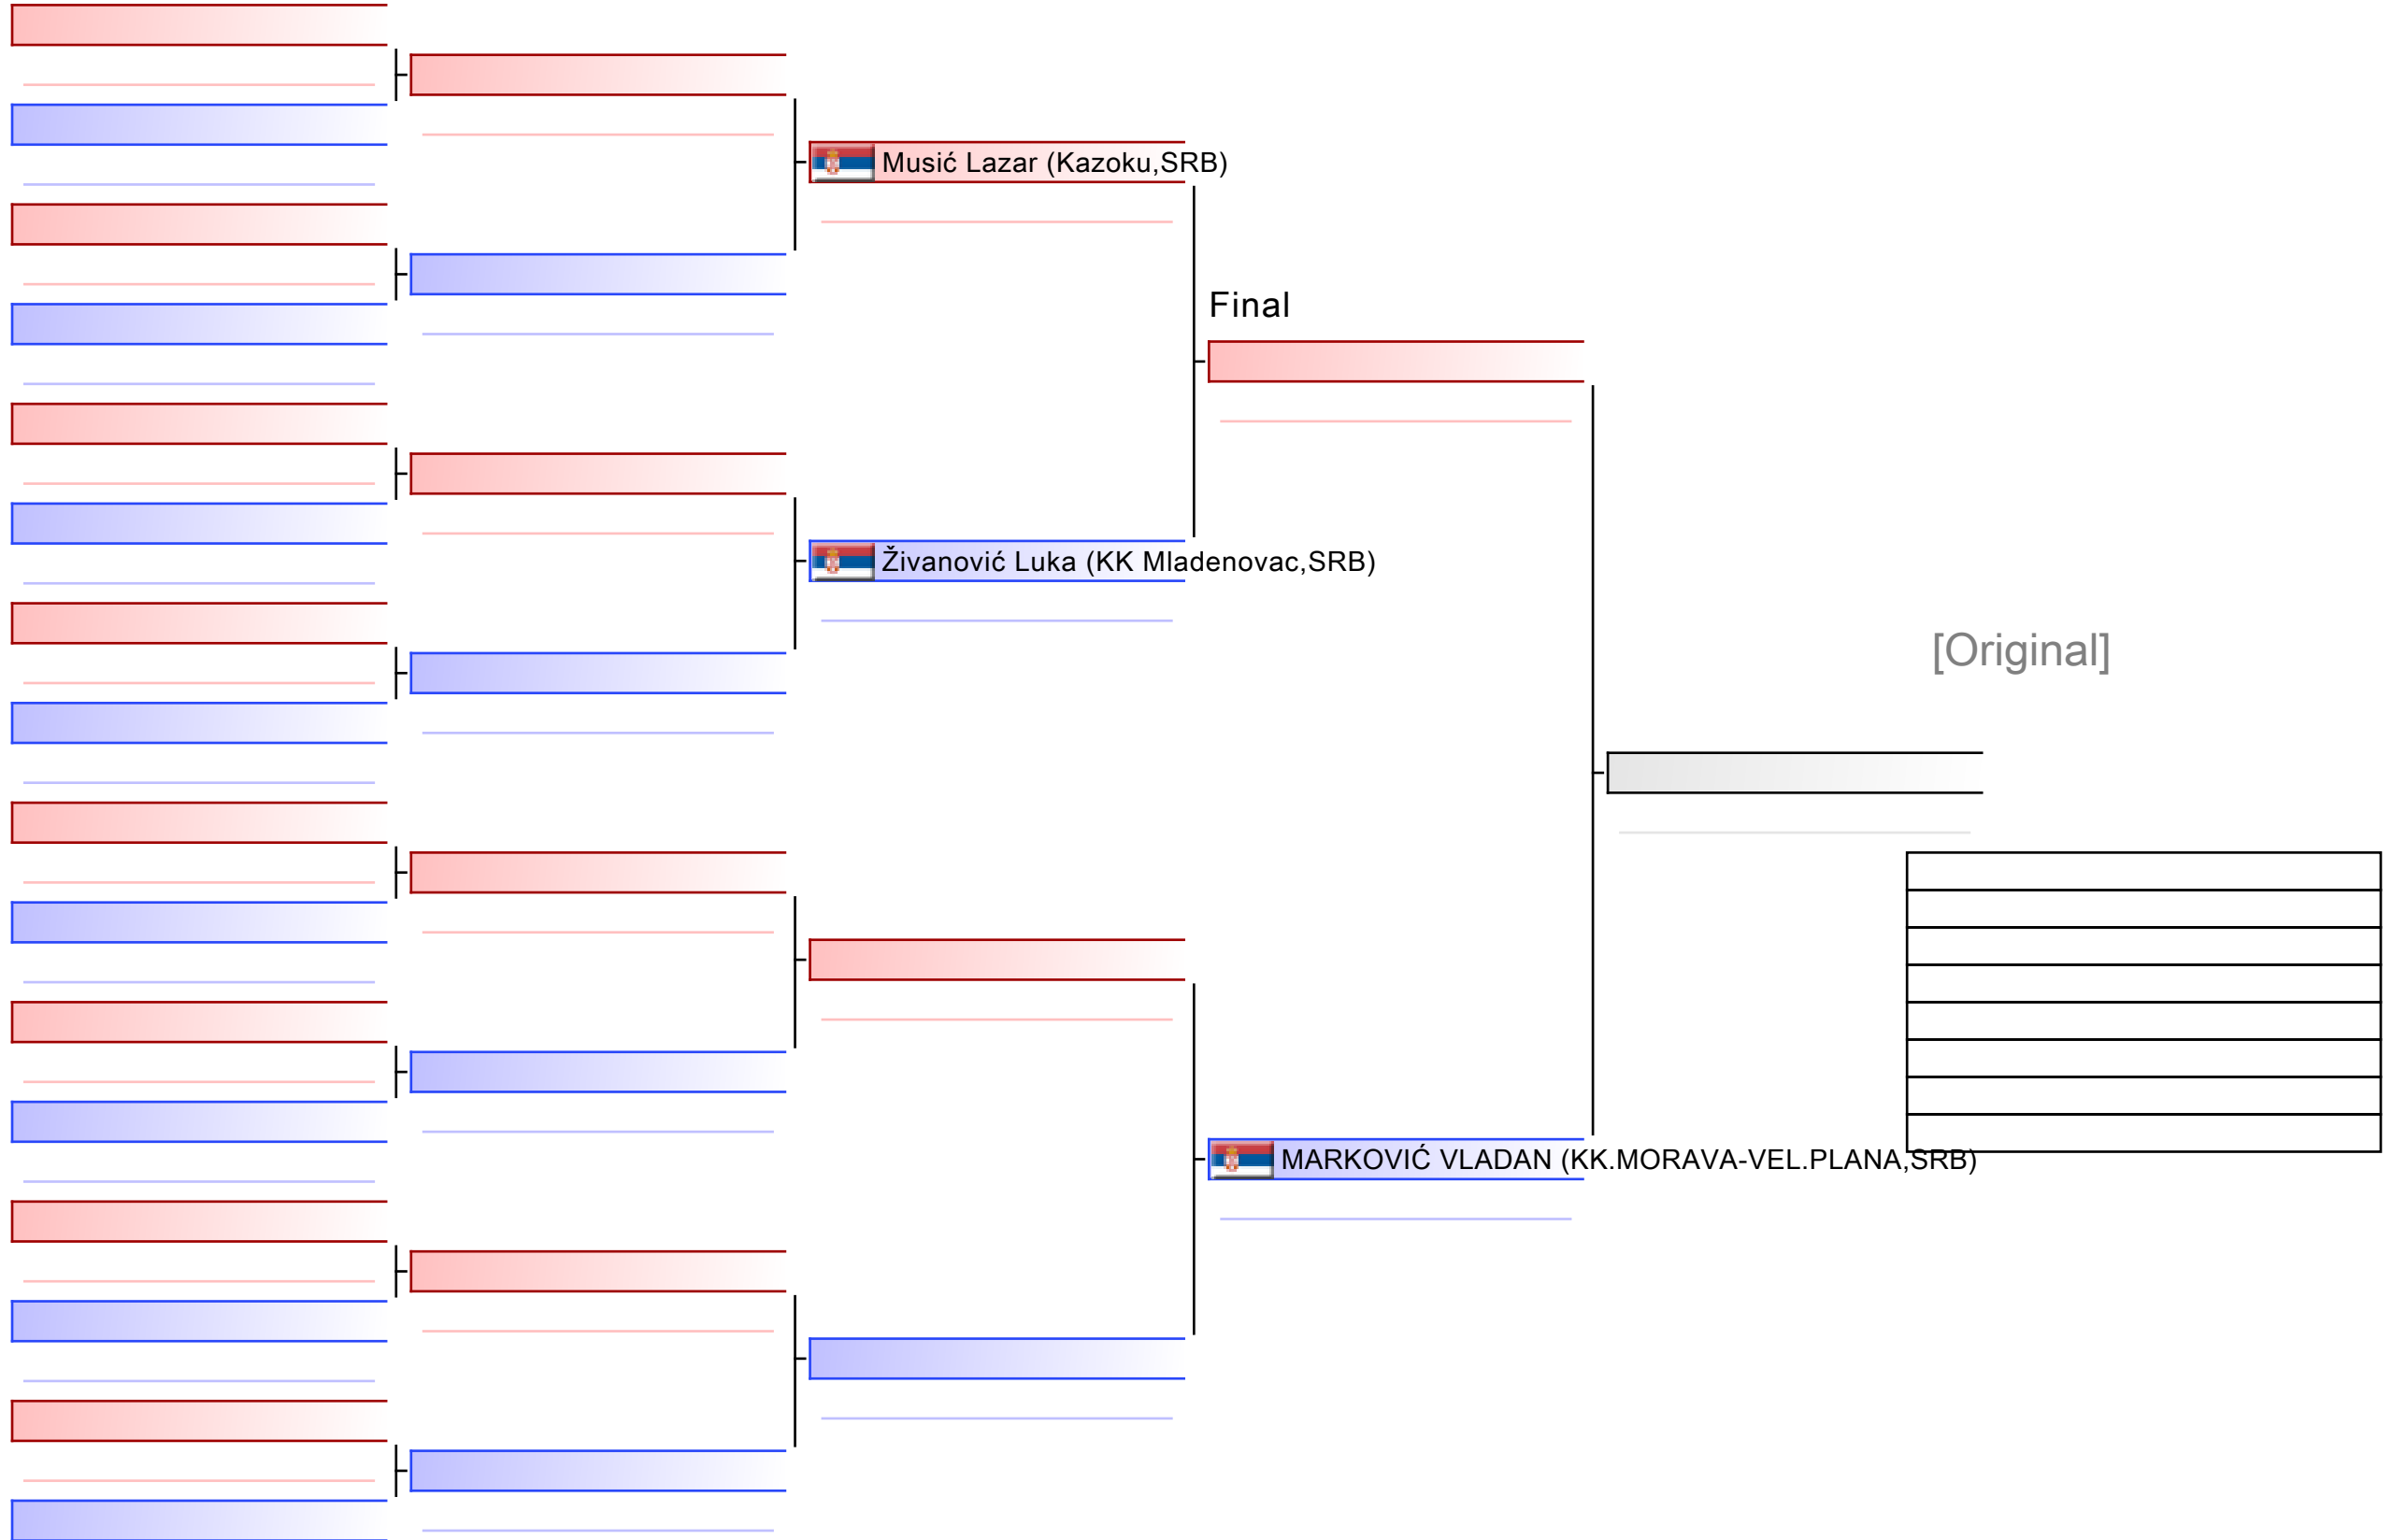 Musić Lazar (Kazoku,SRB)
Final
Živanović Luka (KK Mladenovac,SRB)
[Original]
MARKOVIĆ VLADAN (KK.MORAVA-VEL.PLANA,SRB)